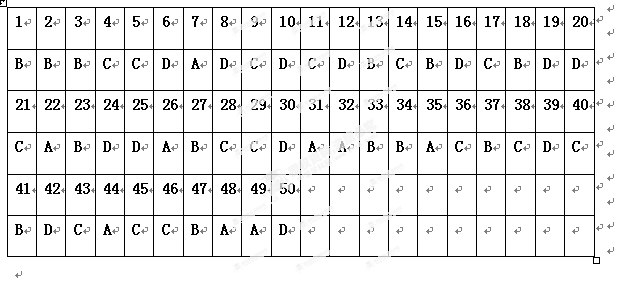 1 2 3 4 5 6 7 8 9 10 11 12 13 14 15 16 17 18 19 20
B B B C C D A D C D C D B C B D C B D D
21 22 23 24 25 26 27 28 29 30 31 32 33 34 35 36 37 38 39 40
C A B D D A B C C D A A B B A C B C D C
41 42 43 44 45 46 47 48 49 50
B D C A C C B A A D